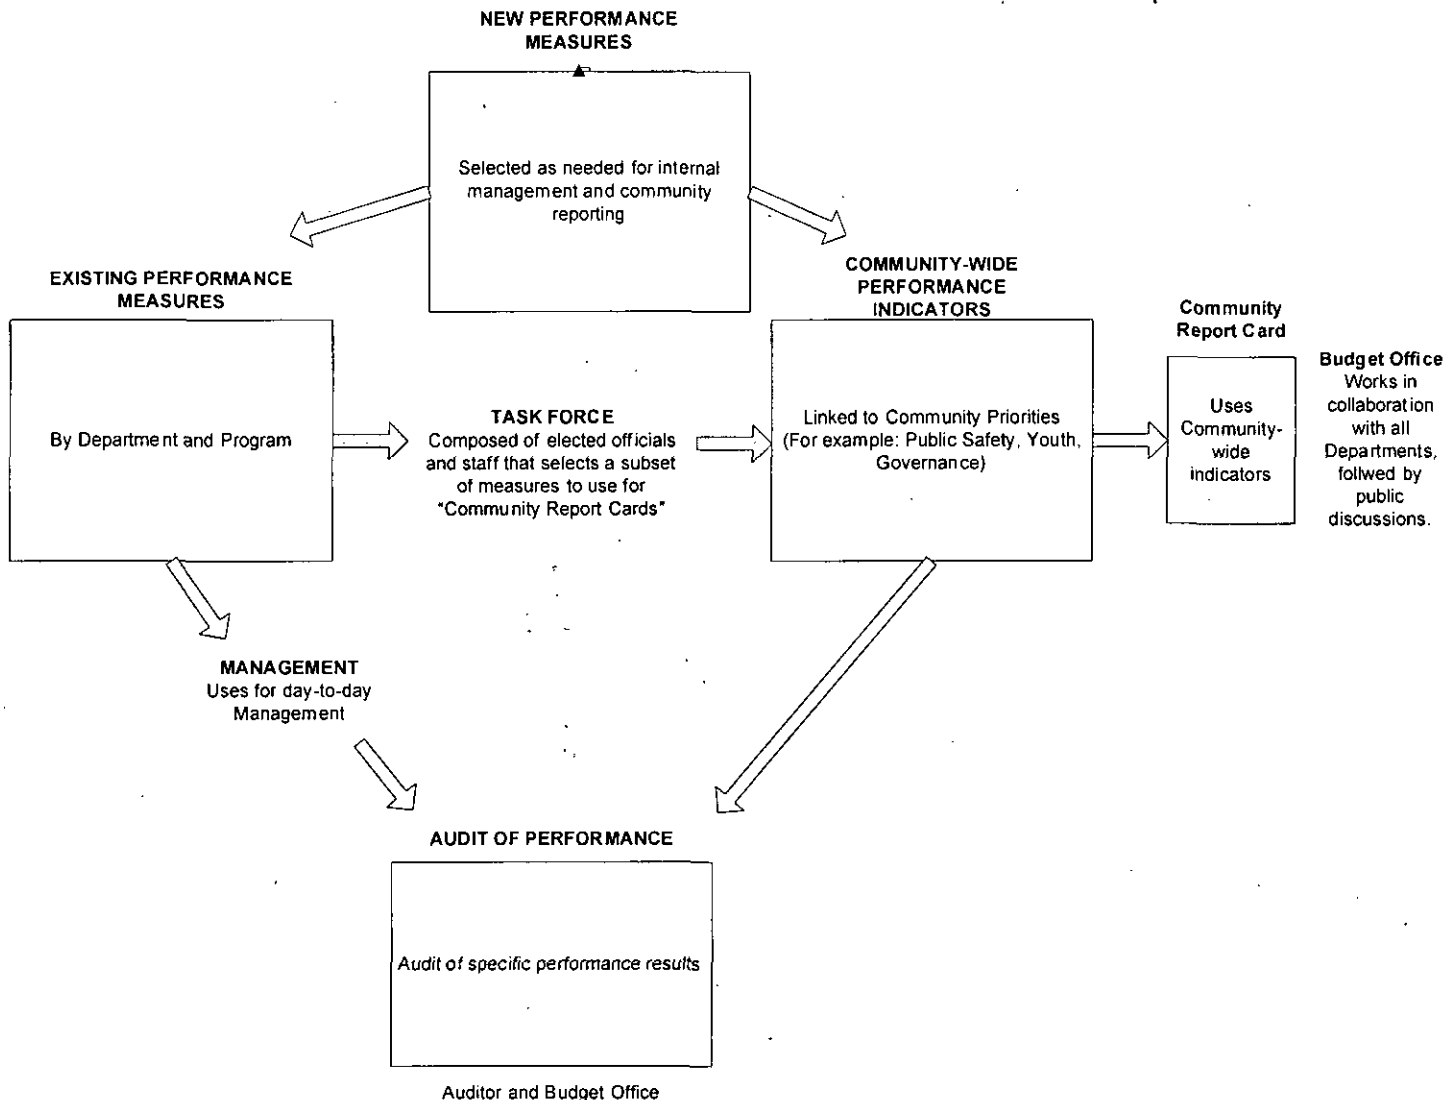 NEW PERFORMANCE
MEASURES
Selected as needed for internal
management and community
reporting
EXISTING PERFORMANCE
MEASURES
By Department and Program
TASK FORCE
Composed of elected officials
and staff that selects a subset
of measures to use for
"Community Report Cards"
COMMUNITY-WIDE
PERFORMANCE
INDICATORS
Linked to Community Priorities
(For example: Public Safety, Youth,
Governance)
Community
Report Card
Uses
Community-
wide
indicators
Budget Office
Works in
collaboration
with all
Departments,
follwed by
public
discussions.
MANAGEMENT
Uses for day-to-day
Management
AUDIT OF PERFORMANCE
Audit of specific performance results
Auditor and Budget Office